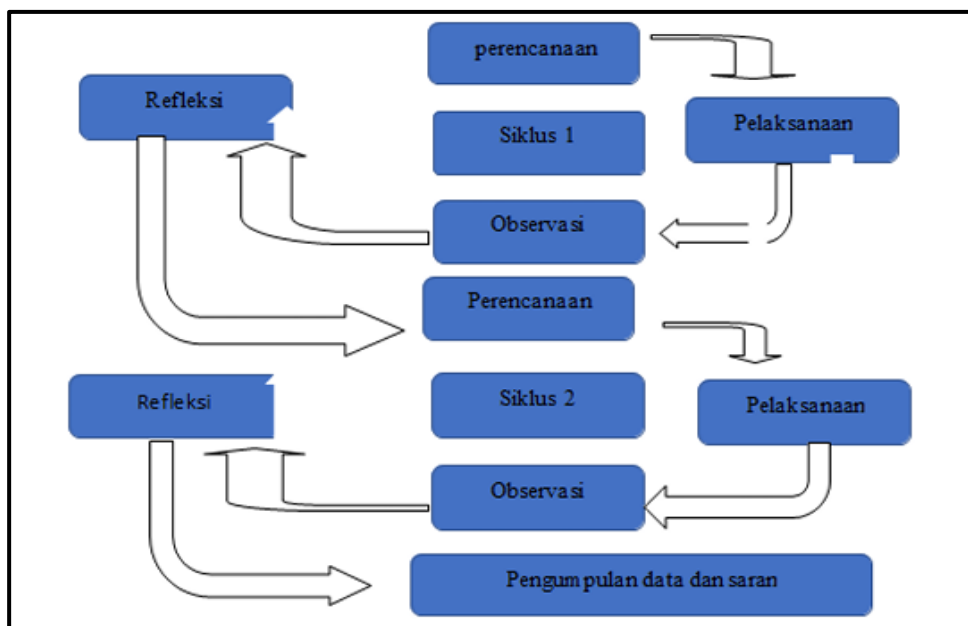 perencanaan
Refleksi
Pelaksanaan
Siklus 1
Observasi
Perencanaan
Refleksi
Siklus 2
Pelaksanaan
Observasi
Pengumpulan data dan saran